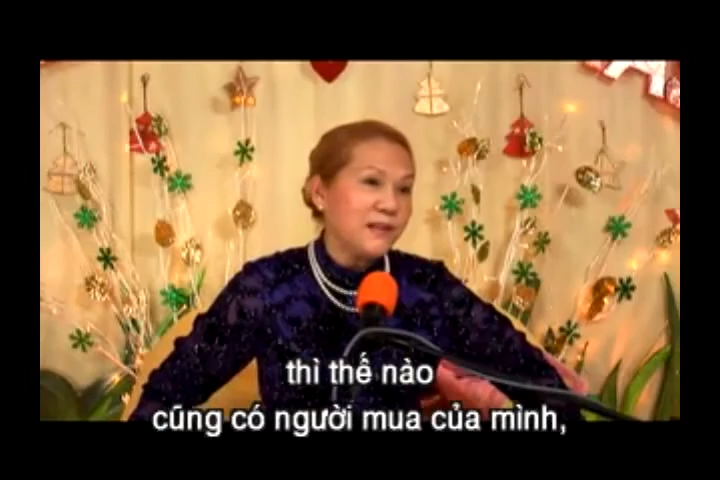 thì thế nào
cũng có người mua của mình,